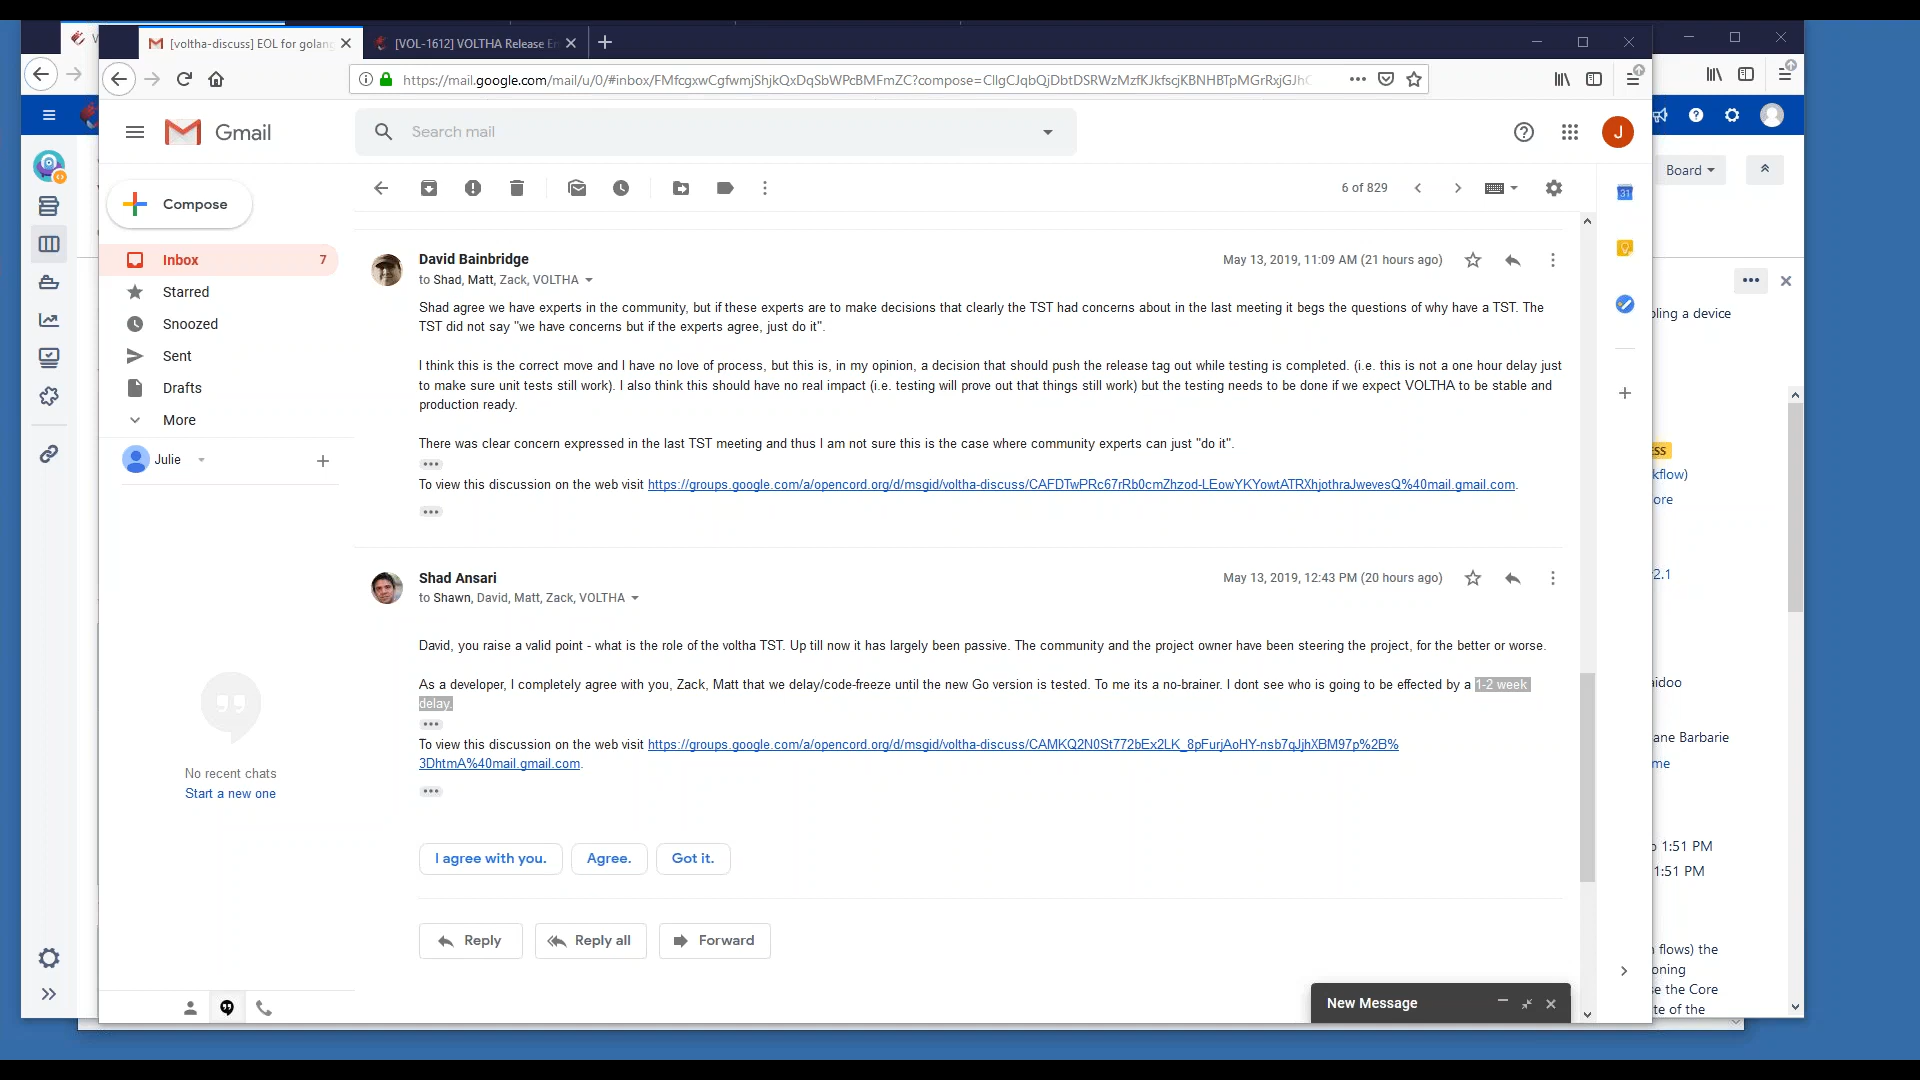 [voltha-discuss] EOL for golang
[VOL-1612] VOLTHA Release
https://mail.google.com/mail/u/0/#inbox/FMfcgxwCgfwmjShjkQxDqSbWPcBMFmZC?compose=CllgCJqbQjDbtDSRWzMzfKJkfscjKBNHBTpMGrRxjGJhC
Gmail
Search mail
J
Board
Compose
6 of 829
31
Inbox 7
Starred
Snoozed
Sent
Drafts
More
Julie
David Bainbridge
May 13, 2019, 11:09 AM (21 hours ago)
to Shad, Matt, Zack, VOLTHA
Shad agree we have experts in the community, but if these experts are to make decisions that clearly the TST had concerns about in the last meeting it begs the questions of why have a TST. The
TST did not say "we have concerns but if the experts agree, just do it".
I think this is the correct move and I have no love of process, but this is, in my opinion, a decision that should push the release tag out while testing is completed. (i.e. this is not a one hour delay just
to make sure unit tests still work). I also think this should have no real impact (i.e. testing will prove out that things still work) but the testing needs to be done if we expect VOLTHA to be stable and
production ready.
There was clear concern expressed in the last TST meeting and thus I am not sure this is the case where community experts can just "do it".
To view this discussion on the web visit https://groups.google.com/a/opencord.org/d/msgid/voltha-discuss/CAFDTwPRc67rRb0cmZhzod-LEowYKYowtATRXhjothraJwevesQ%40mail.gmail.com.
Shad Ansari
May 13, 2019, 12:43 PM (20 hours ago)
to Shawn, David, Matt, Zack, VOLTHA
David, you raise a valid point - what is the role of the voltha TST. Up till now it has largely been passive. The community and the project owner have been steering the project, for the better or worse.
As a developer, I completely agree with you, Zack, Matt that we delay/code-freeze until the new Go version is tested. To me its a no-brainer. I dont see who is going to be effected by a 1-2 week
delay.
To view this discussion on the web visit https://groups.google.com/a/opencord.org/d/msgid/voltha-discuss/CAMKQ2N0St772bEx2LK_8pFurjAoHY-nsb7qJjhXBM97p%2B%
3DhtmA%40mail.gmail.com.
I agree with you.
Agree.
Got it.
Reply
Reply all
Forward
No recent chats
Start a new one
New Message
bling a device
ESS
kflow)
ore
2.1
aidoo
ane Barbarie
me
1:51 PM
1:51 PM
flows) the
oning
se the Core
te of the